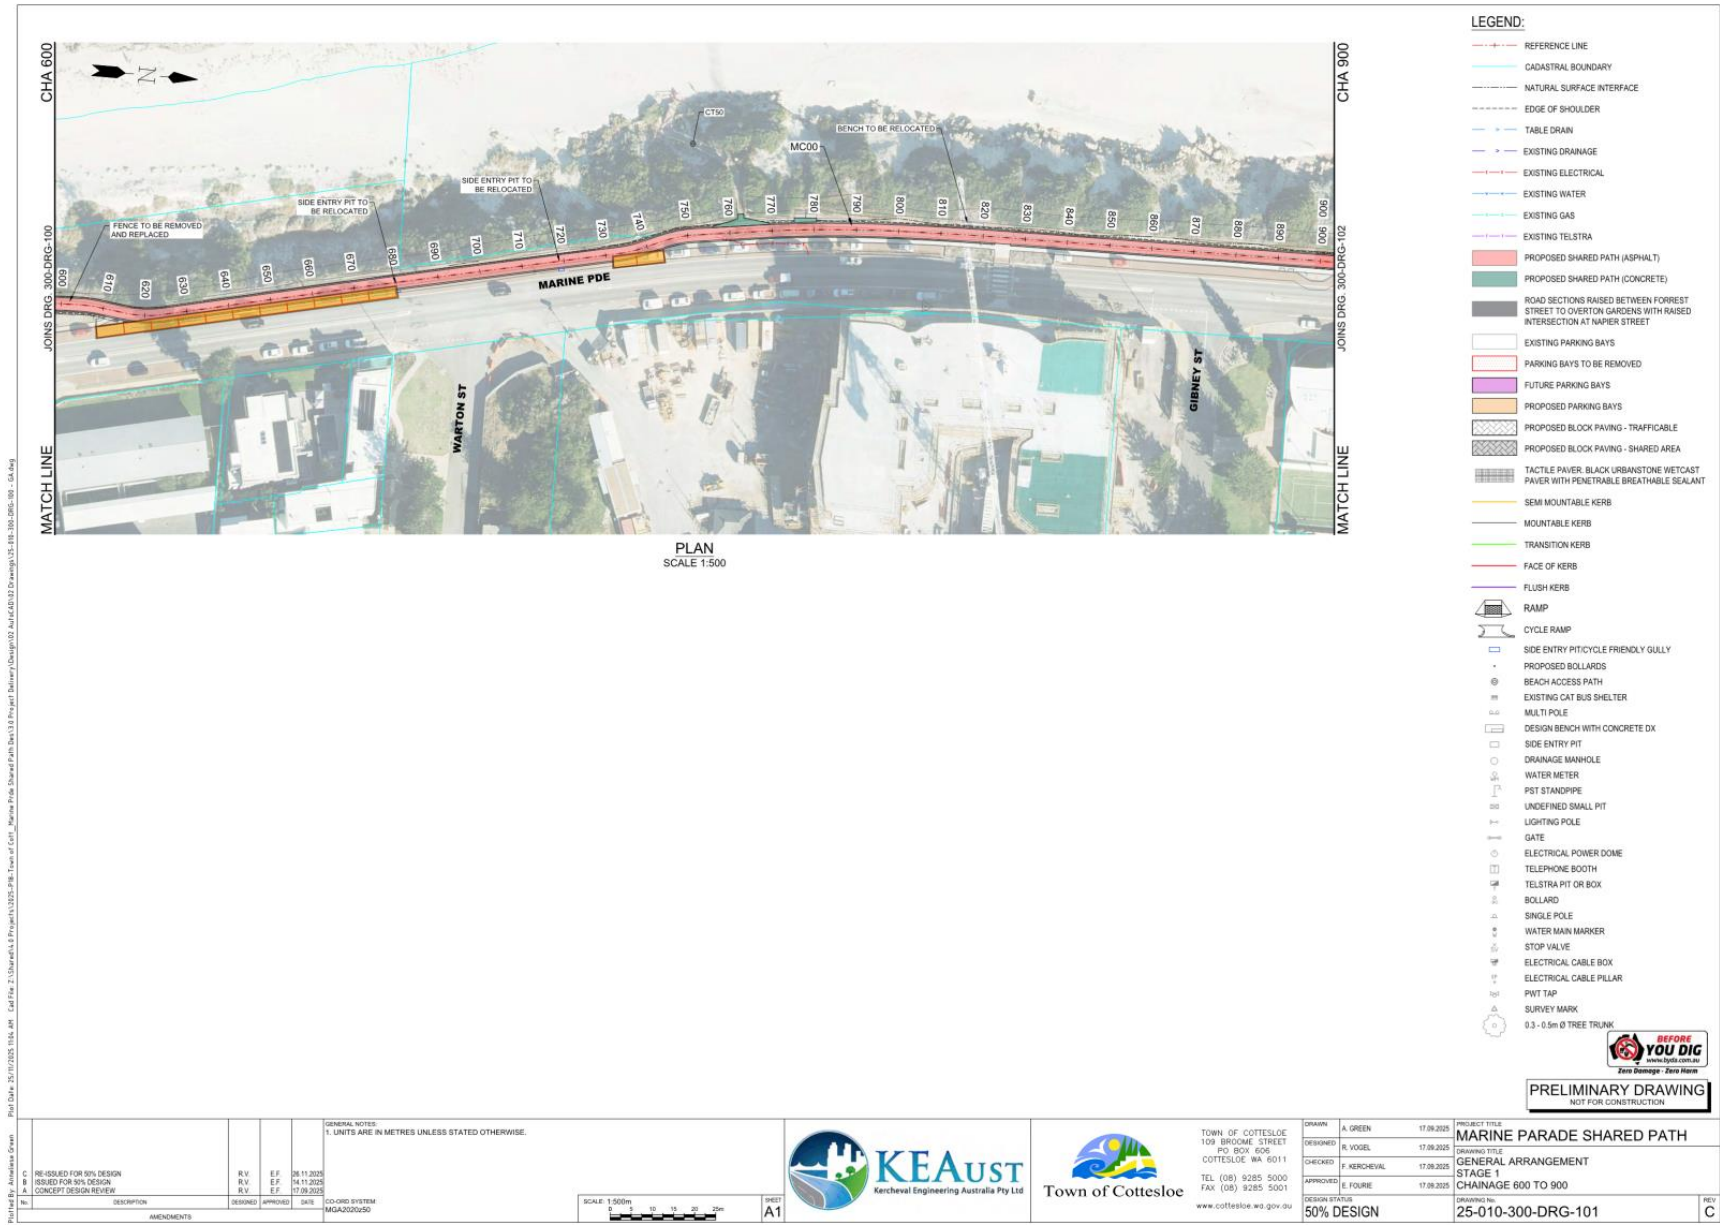 CHA 600
JOINS DRG. 300-DRG-100
MATCH LINE
N
FENCE TO BE REMOVED
AND REPLACED
SIDE ENTRY PIT TO
BE RELOCATED
SIDE ENTRY PIT TO
BE RELOCATED
CT50
BENCH TO BE RELOCATED
MC00
600
610
620
630
640
650
660
670
680
690
700
710
720
730
740
750
760
770
780
790
800
810
820
830
840
850
860
870
880
890
900
900
MARINE PDE
WARTON ST
GIBNEY ST
CHA 900
JOINS DRG. 300-DRG-102
MATCH LINE
PLAN
SCALE 1:500
LEGEND:
REFERENCE LINE
CADASTRAL BOUNDARY
NATURAL SURFACE INTERFACE
EDGE OF SHOULDER
TABLE DRAIN
EXISTING DRAINAGE
EXISTING ELECTRICAL
EXISTING WATER
EXISTING GAS
EXISTING TELSTRA
PROPOSED SHARED PATH (ASPHALT)
PROPOSED SHARED PATH (CONCRETE)
ROAD SECTIONS RAISED BETWEEN FORREST
STREET TO OVERTON GARDENS WITH RAISED
INTERSECTION AT NAPIER STREET
EXISTING PARKING BAYS
PARKING BAYS TO BE REMOVED
FUTURE PARKING BAYS
PROPOSED PARKING BAYS
PROPOSED BLOCK PAVING - TRAFFICABLE
PROPOSED BLOCK PAVING - SHARED AREA
TACTILE PAVER. BLACK URBANSTONE WETCAST
PAVER WITH PENETRABLE BREATHABLE SEALANT
SEMI MOUNTABLE KERB
MOUNTABLE KERB
TRANSITION KERB
FACE OF KERB
FLUSH KERB
RAMP
CYCLE RAMP
SIDE ENTRY PIT/CYCLE FRIENDLY GULLY
PROPOSED BOLLARDS
BEACH ACCESS PATH
EXISTING CAT BUS SHELTER
MULTI POLE
DESIGN BENCH WITH CONCRETE DX
SIDE ENTRY PIT
DRAINAGE MANHOLE
WATER METER
PST STANDPIPE
UNDEFINED SMALL PIT
LIGHTING POLE
GATE
ELECTRICAL POWER DOME
TELEPHONE BOOTH
TELSTRA PIT OR BOX
BOLLARD
SINGLE POLE
WATER MAIN MARKER
STOP VALVE
ELECTRICAL CABLE BOX
ELECTRICAL CABLE PILLAR
PWT TAP
SURVEY MARK
0.3 - 0.5m Ø TREE TRUNK
BEFORE
YOU DIG
www.byda.com.au
Zero Damage - Zero Harm
PRELIMINARY DRAWING
NOT FOR CONSTRUCTION
Plotted By: Anneliese Green Plot Date: 25/11/2025 11:04 AM
C RE-ISSUED FOR 50% DESIGN R.V. E.F. 26.11.2025
B ISSUED FOR 50% DESIGN R.V. E.F. 14.11.2025
A CONCEPT DESIGN REVIEW R.V. E.F. 17.09.2025
No. DESCRIPTION DESIGNED APPROVED DATE
AMENDMENTS
GENERAL NOTES:
1. UNITS ARE IN METRES UNLESS STATED OTHERWISE.
CO-ORD SYSTEM
MGA2020z50
SCALE: 1:500m
0 5 10 15 20 25m
SHEET
A1
KEAUST
Kercheval Engineering Australia Pty Ltd
Town of Cottesloe
TOWN OF COTTESLOE
109 BROOME STREET
PO BOX 606
COTTESLOE WA 6011
TEL (08) 9285 5000
FAX (08) 9285 5001
www.cottesloe.wa.gov.au
DRAWN A. GREEN 17.09.2025
DESIGNED R. VOGEL 17.09.2025
CHECKED F. KERCHEVAL 17.09.2025
APPROVED E. FOURIE 17.09.2025
DESIGN STATUS
50% DESIGN
PROJECT TITLE
MARINE PARADE SHARED PATH
DRAWING TITLE
GENERAL ARRANGEMENT
STAGE 1
CHAINAGE 600 TO 900
DRAWING No.
25-010-300-DRG-101
REV
C